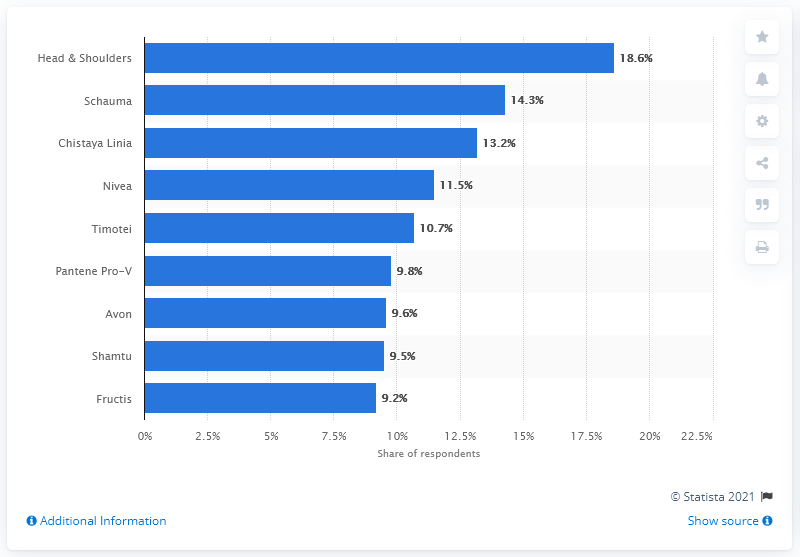 Head & Shoulders 18.6%
Schauma 14.3%
Chistaya Linia 13.2%
Nivea 11.5%
Timotei 10.7%
Pantene Pro-V 9.8%
Avon 9.6%
Shamtu 9.5%
Fructis 9.2%
0% 2.5% 5% 7.5% 10% 12.5% 15% 17.5% 20% 22.5%
Share of respondents
© Statista 2021
Additional Information Show source